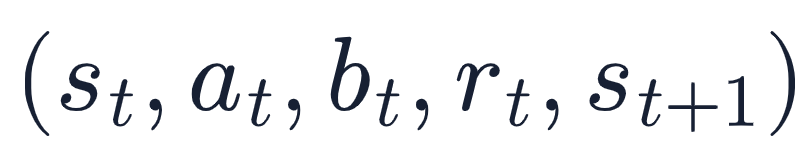 (s_t, a_t, b_t, r_t, s_{t+1})